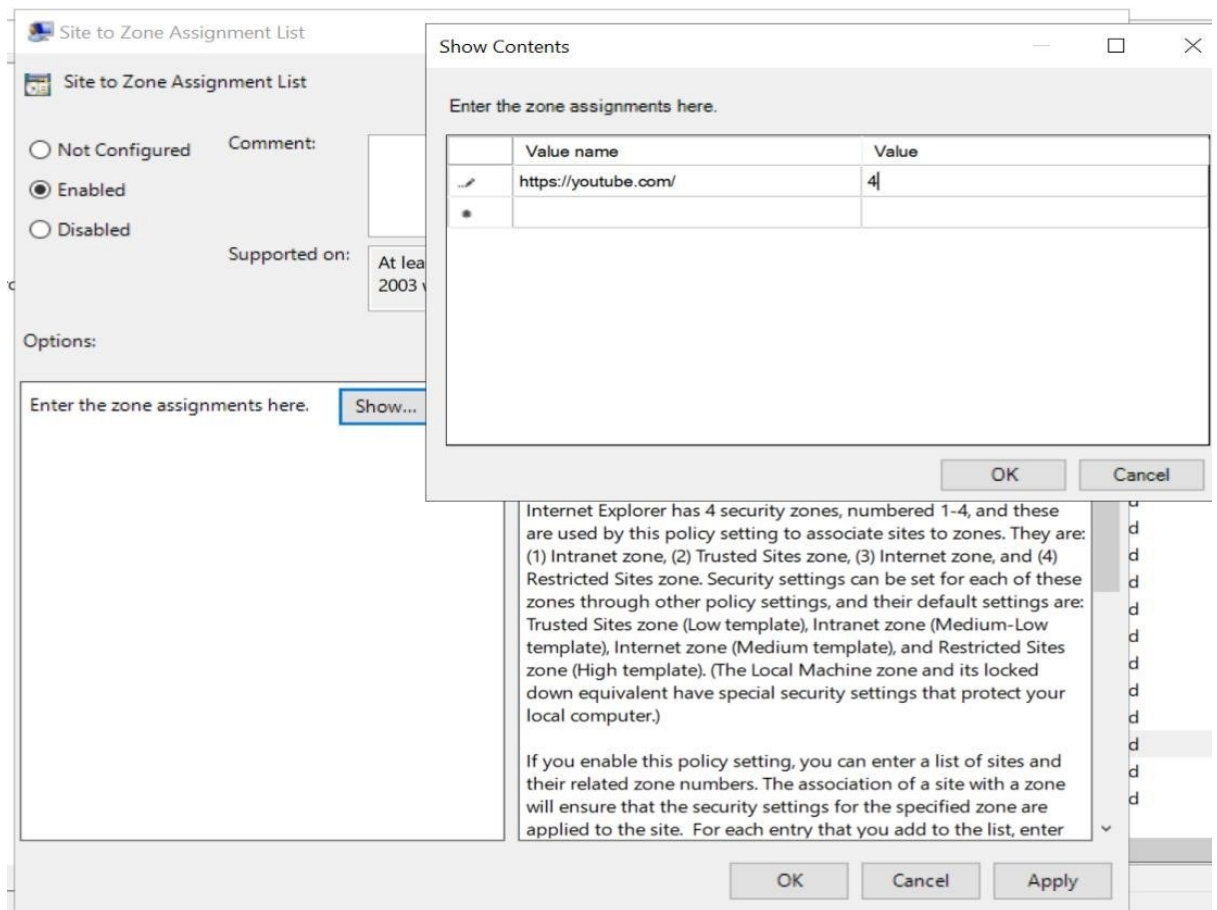 Site to Zone Assignment List
Site to Zone Assignment List
Not Configured
Enabled
Disabled
Comment:
Supported on:
At lea
2003
Options:
Enter the zone assignments here.
Show...
Show Contents
Enter the zone assignments here.
Value name Value
https://youtube.com/ 4
OK Cancel
Internet Explorer has 4 security zones, numbered 1-4, and these
are used by this policy setting to associate sites to zones. They are:
(1) Intranet zone, (2) Trusted Sites zone, (3) Internet zone, and (4)
Restricted Sites zone. Security settings can be set for each of these
zones through other policy settings, and their default settings are:
Trusted Sites zone (Low template), Intranet zone (Medium-Low
template), Internet zone (Medium template), and Restricted Sites
zone (High template). (The Local Machine zone and its locked
down equivalent have special security settings that protect your
local computer.)
If you enable this policy setting, you can enter a list of sites and
their related zone numbers. The association of a site with a zone
will ensure that the security settings for the specified zone are
applied to the site.  For each entry that you add to the list, enter
OK Cancel Apply
d
d
d
d
d
d
d
d
d
d
d